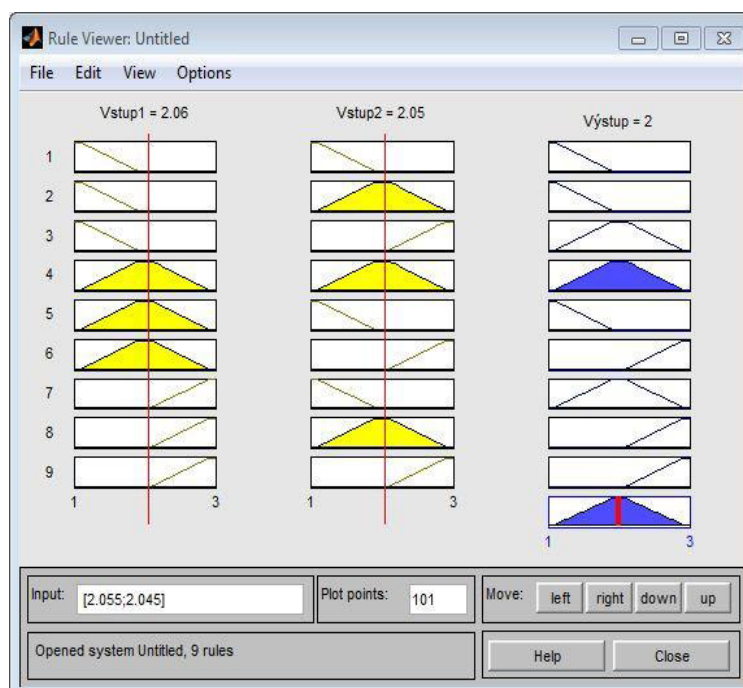 Rule Viewer: Untitled
File Edit View Options
Vstup1 = 2.06 Vstup2 = 2.05 Výstup = 2
1
2
3
4
5
6
7
8
9
1 3 1 3
1 3
Input: [2.055;2.045] Plot points: 101 Move: left right down up
Opened system Untitled, 9 rules Help Close